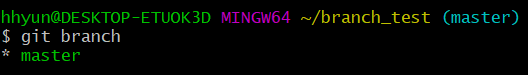 hhyun@DESKTOP-ETUOK3D MINGW64 ~/branch_test (master)
$ git branch
* master